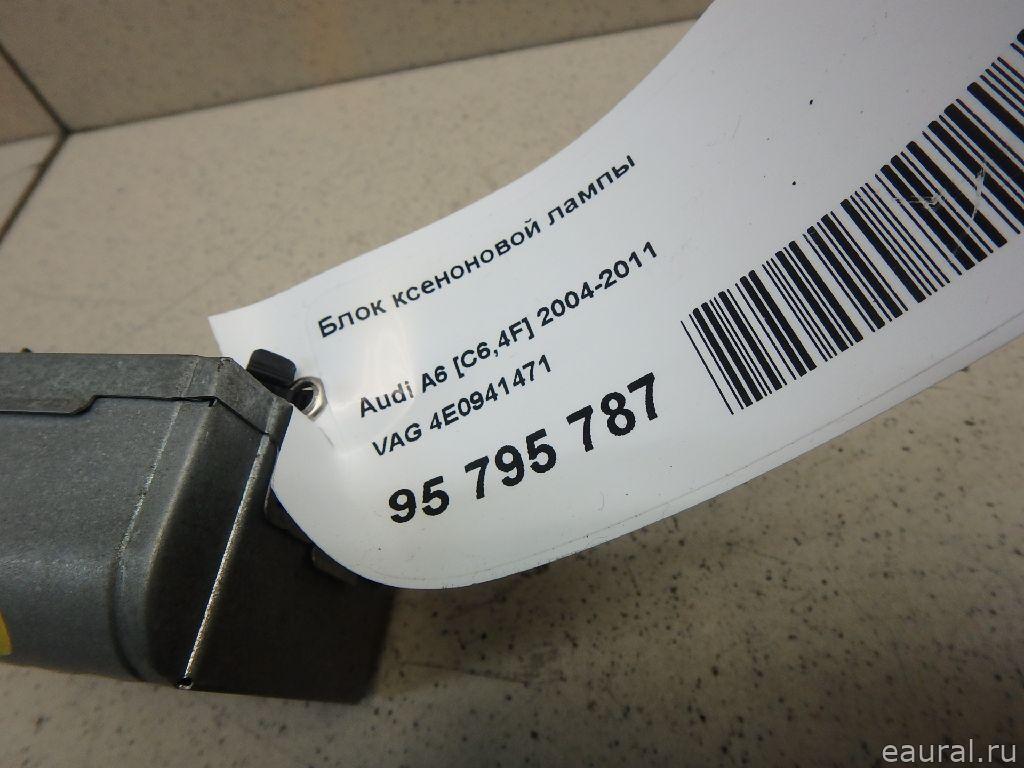 Блок ксеноновой лампы
Audi A6 [C6,4F] 2004-2011
VAG 4E0941471
95 795 787
eaural.ru